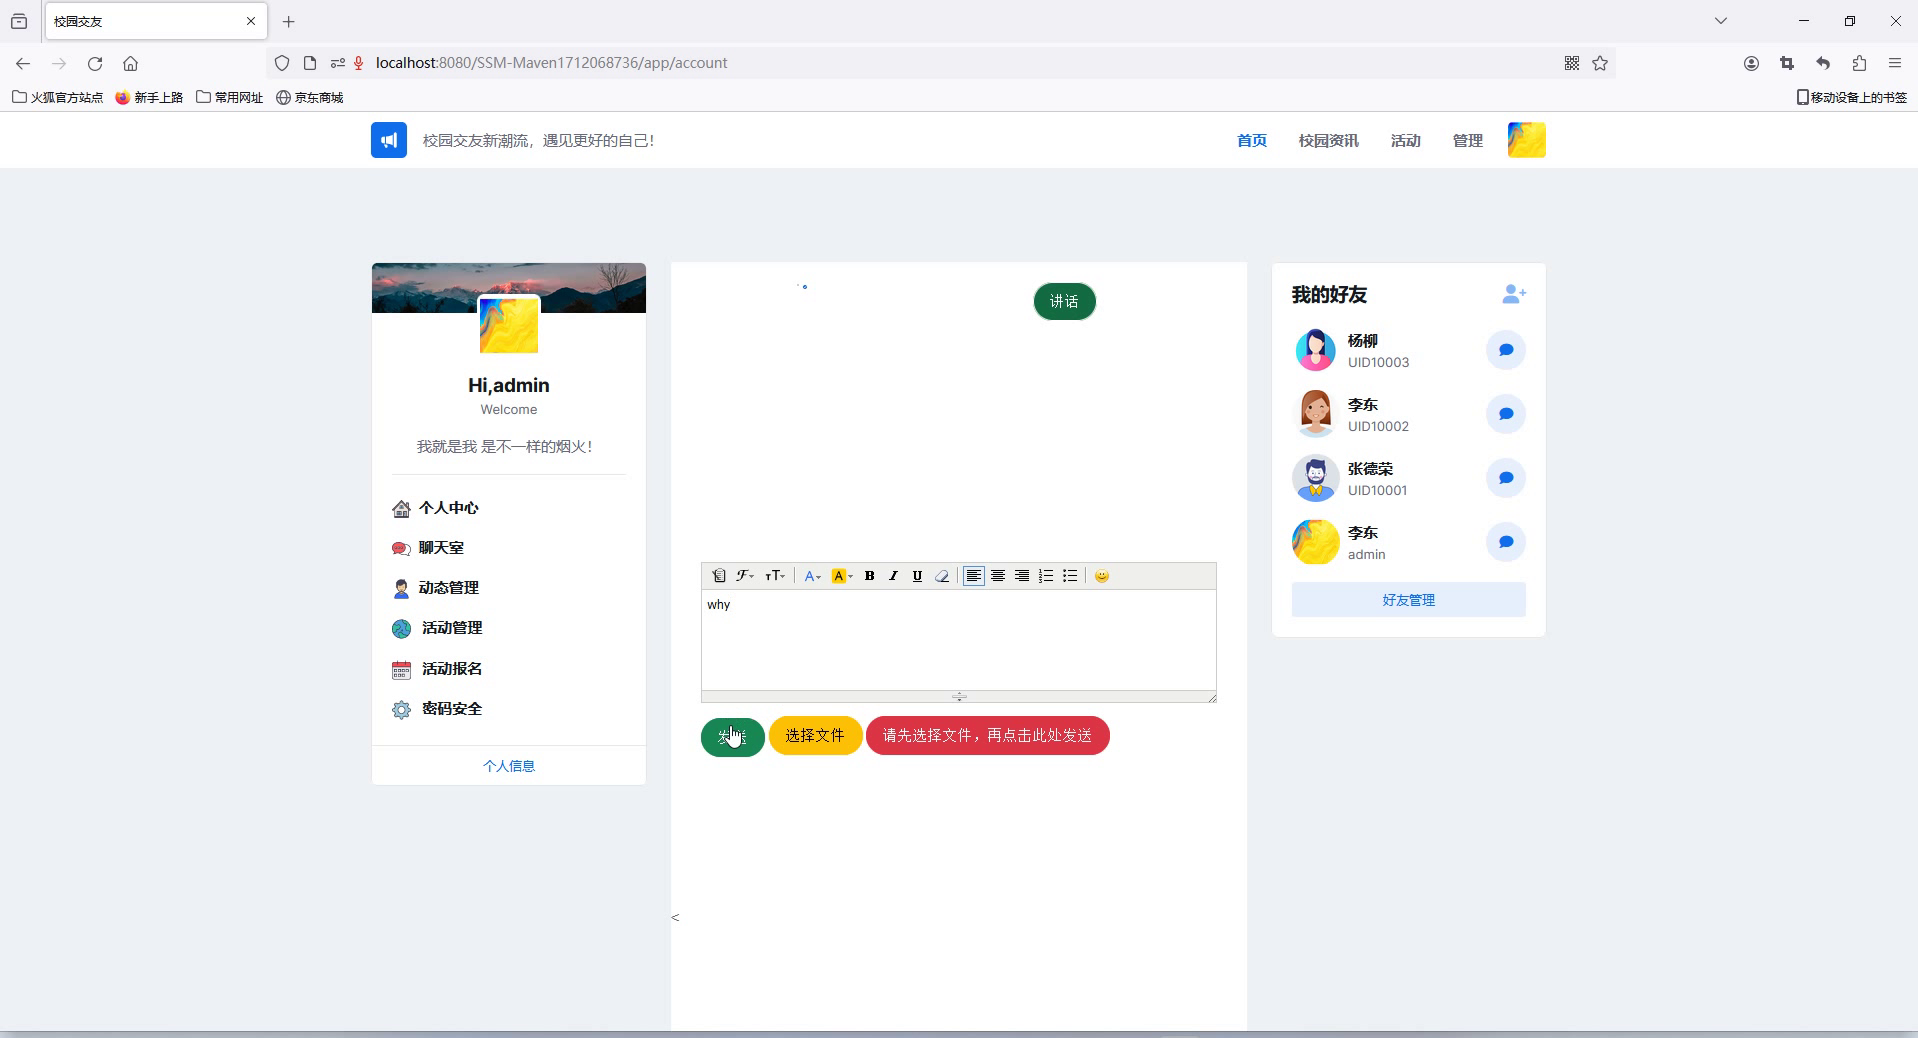 校园交友
localhost:8080/SSM-Maven1712068736/app/account
火狐官方站点
新手上路
常用网址
京东商城
移动设备上的书签
校园交友新潮流，遇见更好的自己！
首页
校园资讯
活动
管理
Hi,admin
Welcome
我就是我 是不一样的烟火！
个人中心
聊天室
动态管理
活动管理
活动报名
密码安全
个人信息
讲话
why
选择文件
请先选择文件，再点击此处发送
<
我的好友
杨柳
UID10003
李东
UID10002
张德荣
UID10001
李东
admin
好友管理